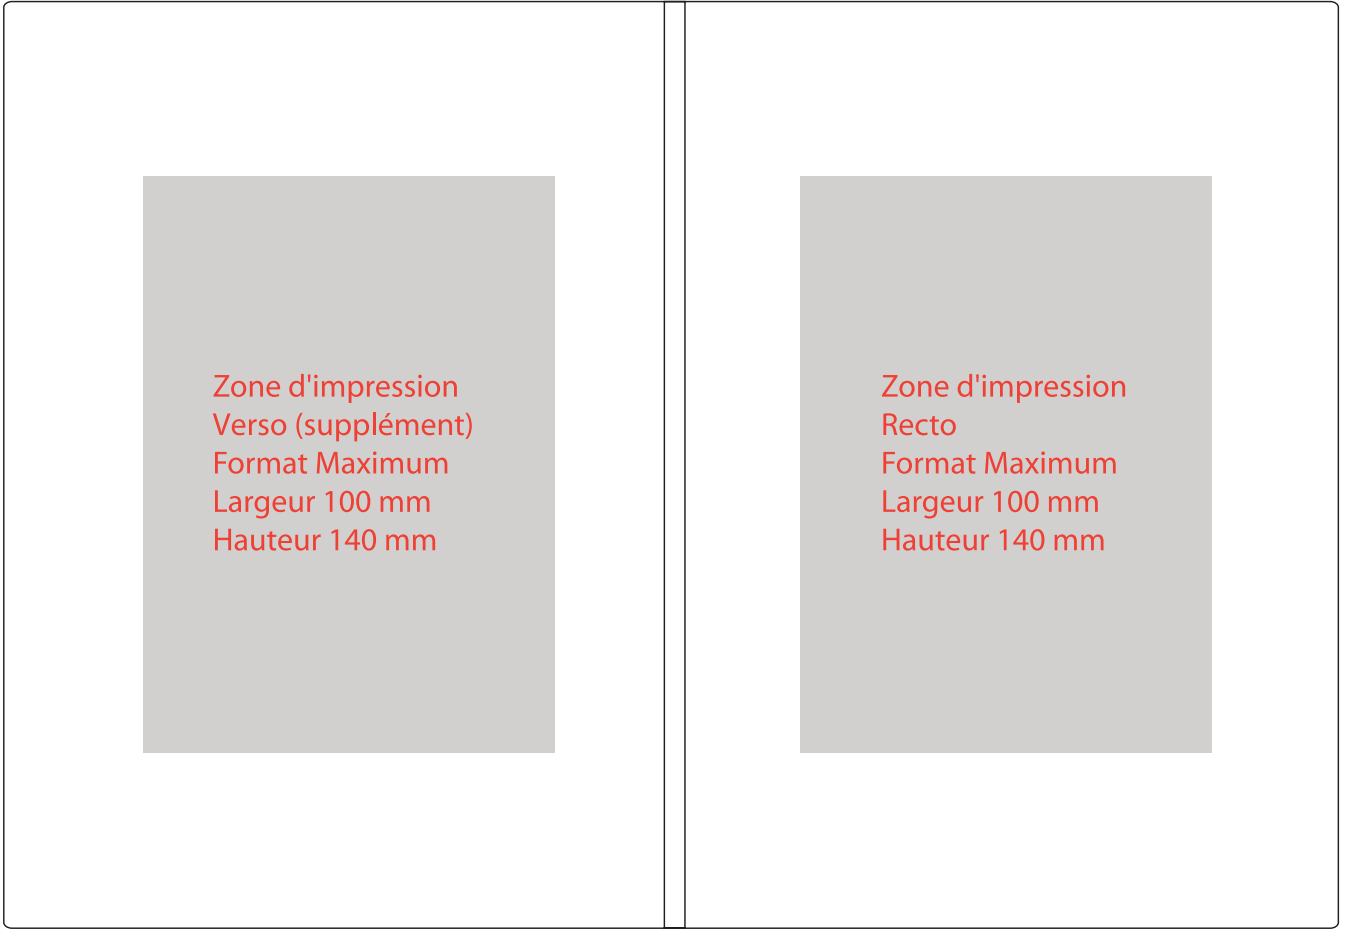 Zone d'impression
Verso (supplément)
Format Maximum
Largeur 100 mm
Hauteur 140 mm
Zone d'impression
Recto
Format Maximum
Largeur 100 mm
Hauteur 140 mm